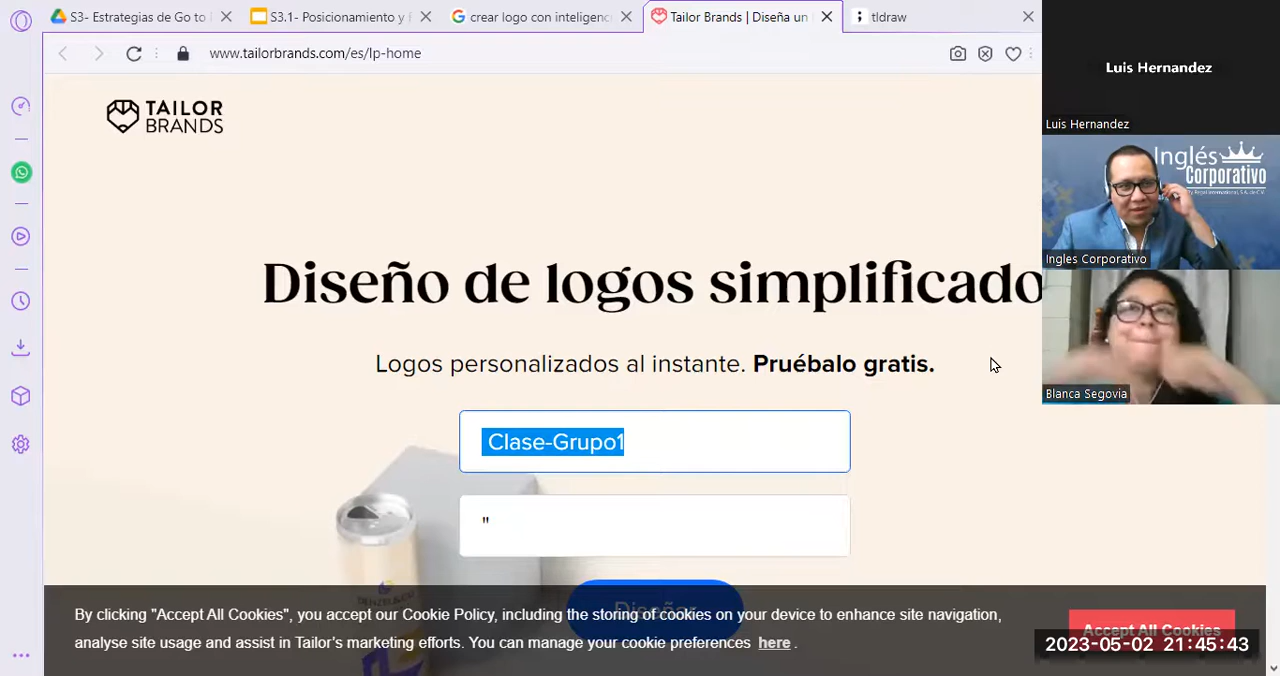 S3- Estrategias de Go to
S3.1- Posicionamiento y f
crear logo con inteligenc
Tailor Brands | Diseña un
tldraw
www.tailorbrands.com/es/lp-home
TAILOR
BRANDS
Diseño de logos simplificado
Logos personalizados al instante. Pruébalo gratis.
Clase-Grupo1
"
Diseñar
By clicking "Accept All Cookies", you accept our Cookie Policy, including the storing of cookies on your device to enhance site navigation,
analyse site usage and assist in Tailor's marketing efforts. You can manage your cookie preferences here .
Accept All Cookies
2023-05-02 21:45:43
Luis Hernandez
Luis Hernandez
Inglés
Corporativo
Ingles Corporativo
Blanca Segovia